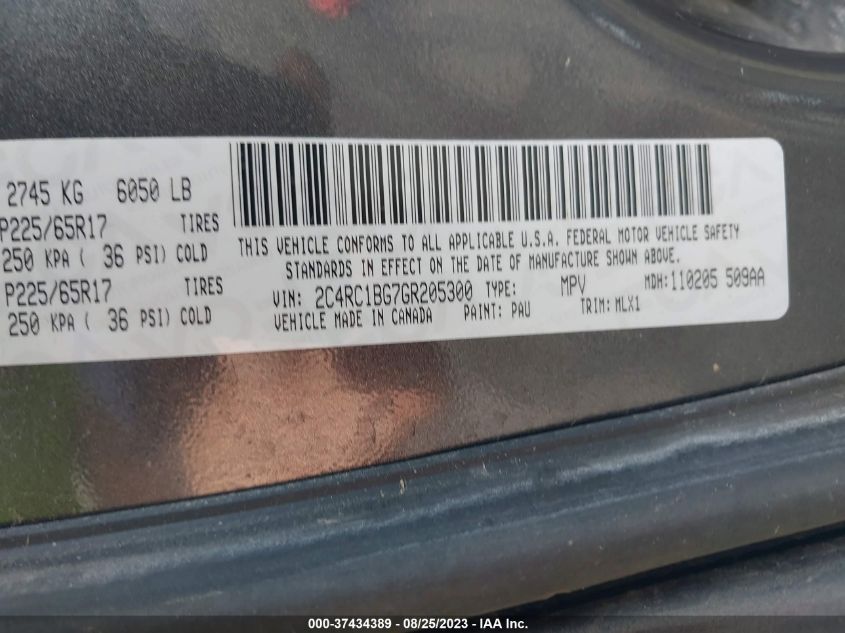 2745 KG 6050 LB
P225/65R17 TIRES
250 KPA ( 36 PSI) COLD
P225/65R17 TIRES
250 KPA ( 36 PSI) COLD
THIS VEHICLE CONFORMS TO ALL APPLICABLE U.S.A. FEDERAL MOTOR VEHICLE SAFETY
STANDARDS IN EFFECT ON THE DATE OF MANUFACTURE SHOWN ABOVE.
VIN: 2C4RC1BG7GR205300 TYPE: MPV MDH:110205 509AA
VEHICLE MADE IN CANADA PAINT: PAU TRIM: MLX1
000-37434389 - 08/25/2023 - IAA Inc.